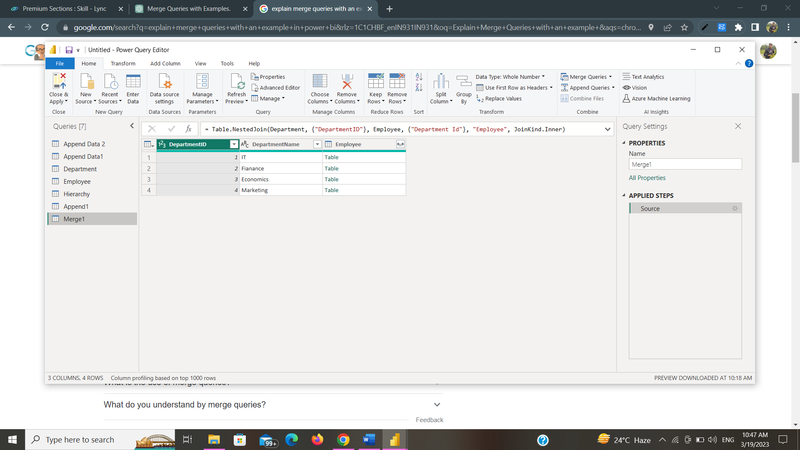 Premium Sections : Skill - Lync
Merge Queries with Examples.
explain merge queries with an ex
google.com/search?q=explain+merge+queries+with+an+example+in+power+bi&rlz=1C1CHBF_enIN931IN931&oq=Explain+Merge+Queries+with+an+example+&aqs=chro...
Untitled - Power Query Editor
File Home Transform Add Column View Tools Help
Close & Apply
New Source
Recent Sources
Enter Data
Data source settings
Manage Parameters
Refresh Preview
Properties
Advanced Editor
Manage
Choose Columns
Remove Columns
Keep Rows
Remove Rows
Split Column
Group By
Data Type: Whole Number
Use First Row as Headers
Replace Values
Merge Queries
Append Queries
Combine Files
Text Analytics
Vision
Azure Machine Learning
Close New Query Data Sources Parameters Query Manage Columns Reduce Rows Sort Transform Combine AI Insights
Queries [7]
Append Data 2
Append Data1
Department
Employee
Hierarchy
Append1
Merge1
fx = Table.NestedJoin(Department, {"DepartmentID"}, Employee, {"Department Id"}, "Employee", JoinKind.Inner)
DepartmentID DepartmentName Employee
1 1 IT Table
2 2 Fianance Table
3 3 Economics Table
4 4 Marketing Table
Query Settings
PROPERTIES
Name
Merge1
All Properties
APPLIED STEPS
Source
3 COLUMNS, 4 ROWS Column profiling based on top 1000 rows PREVIEW DOWNLOADED AT 10:18 AM
What do you understand by merge queries?
Feedback
Type here to search
99+
24°C Haze
ENG
10:47 AM
3/19/2023